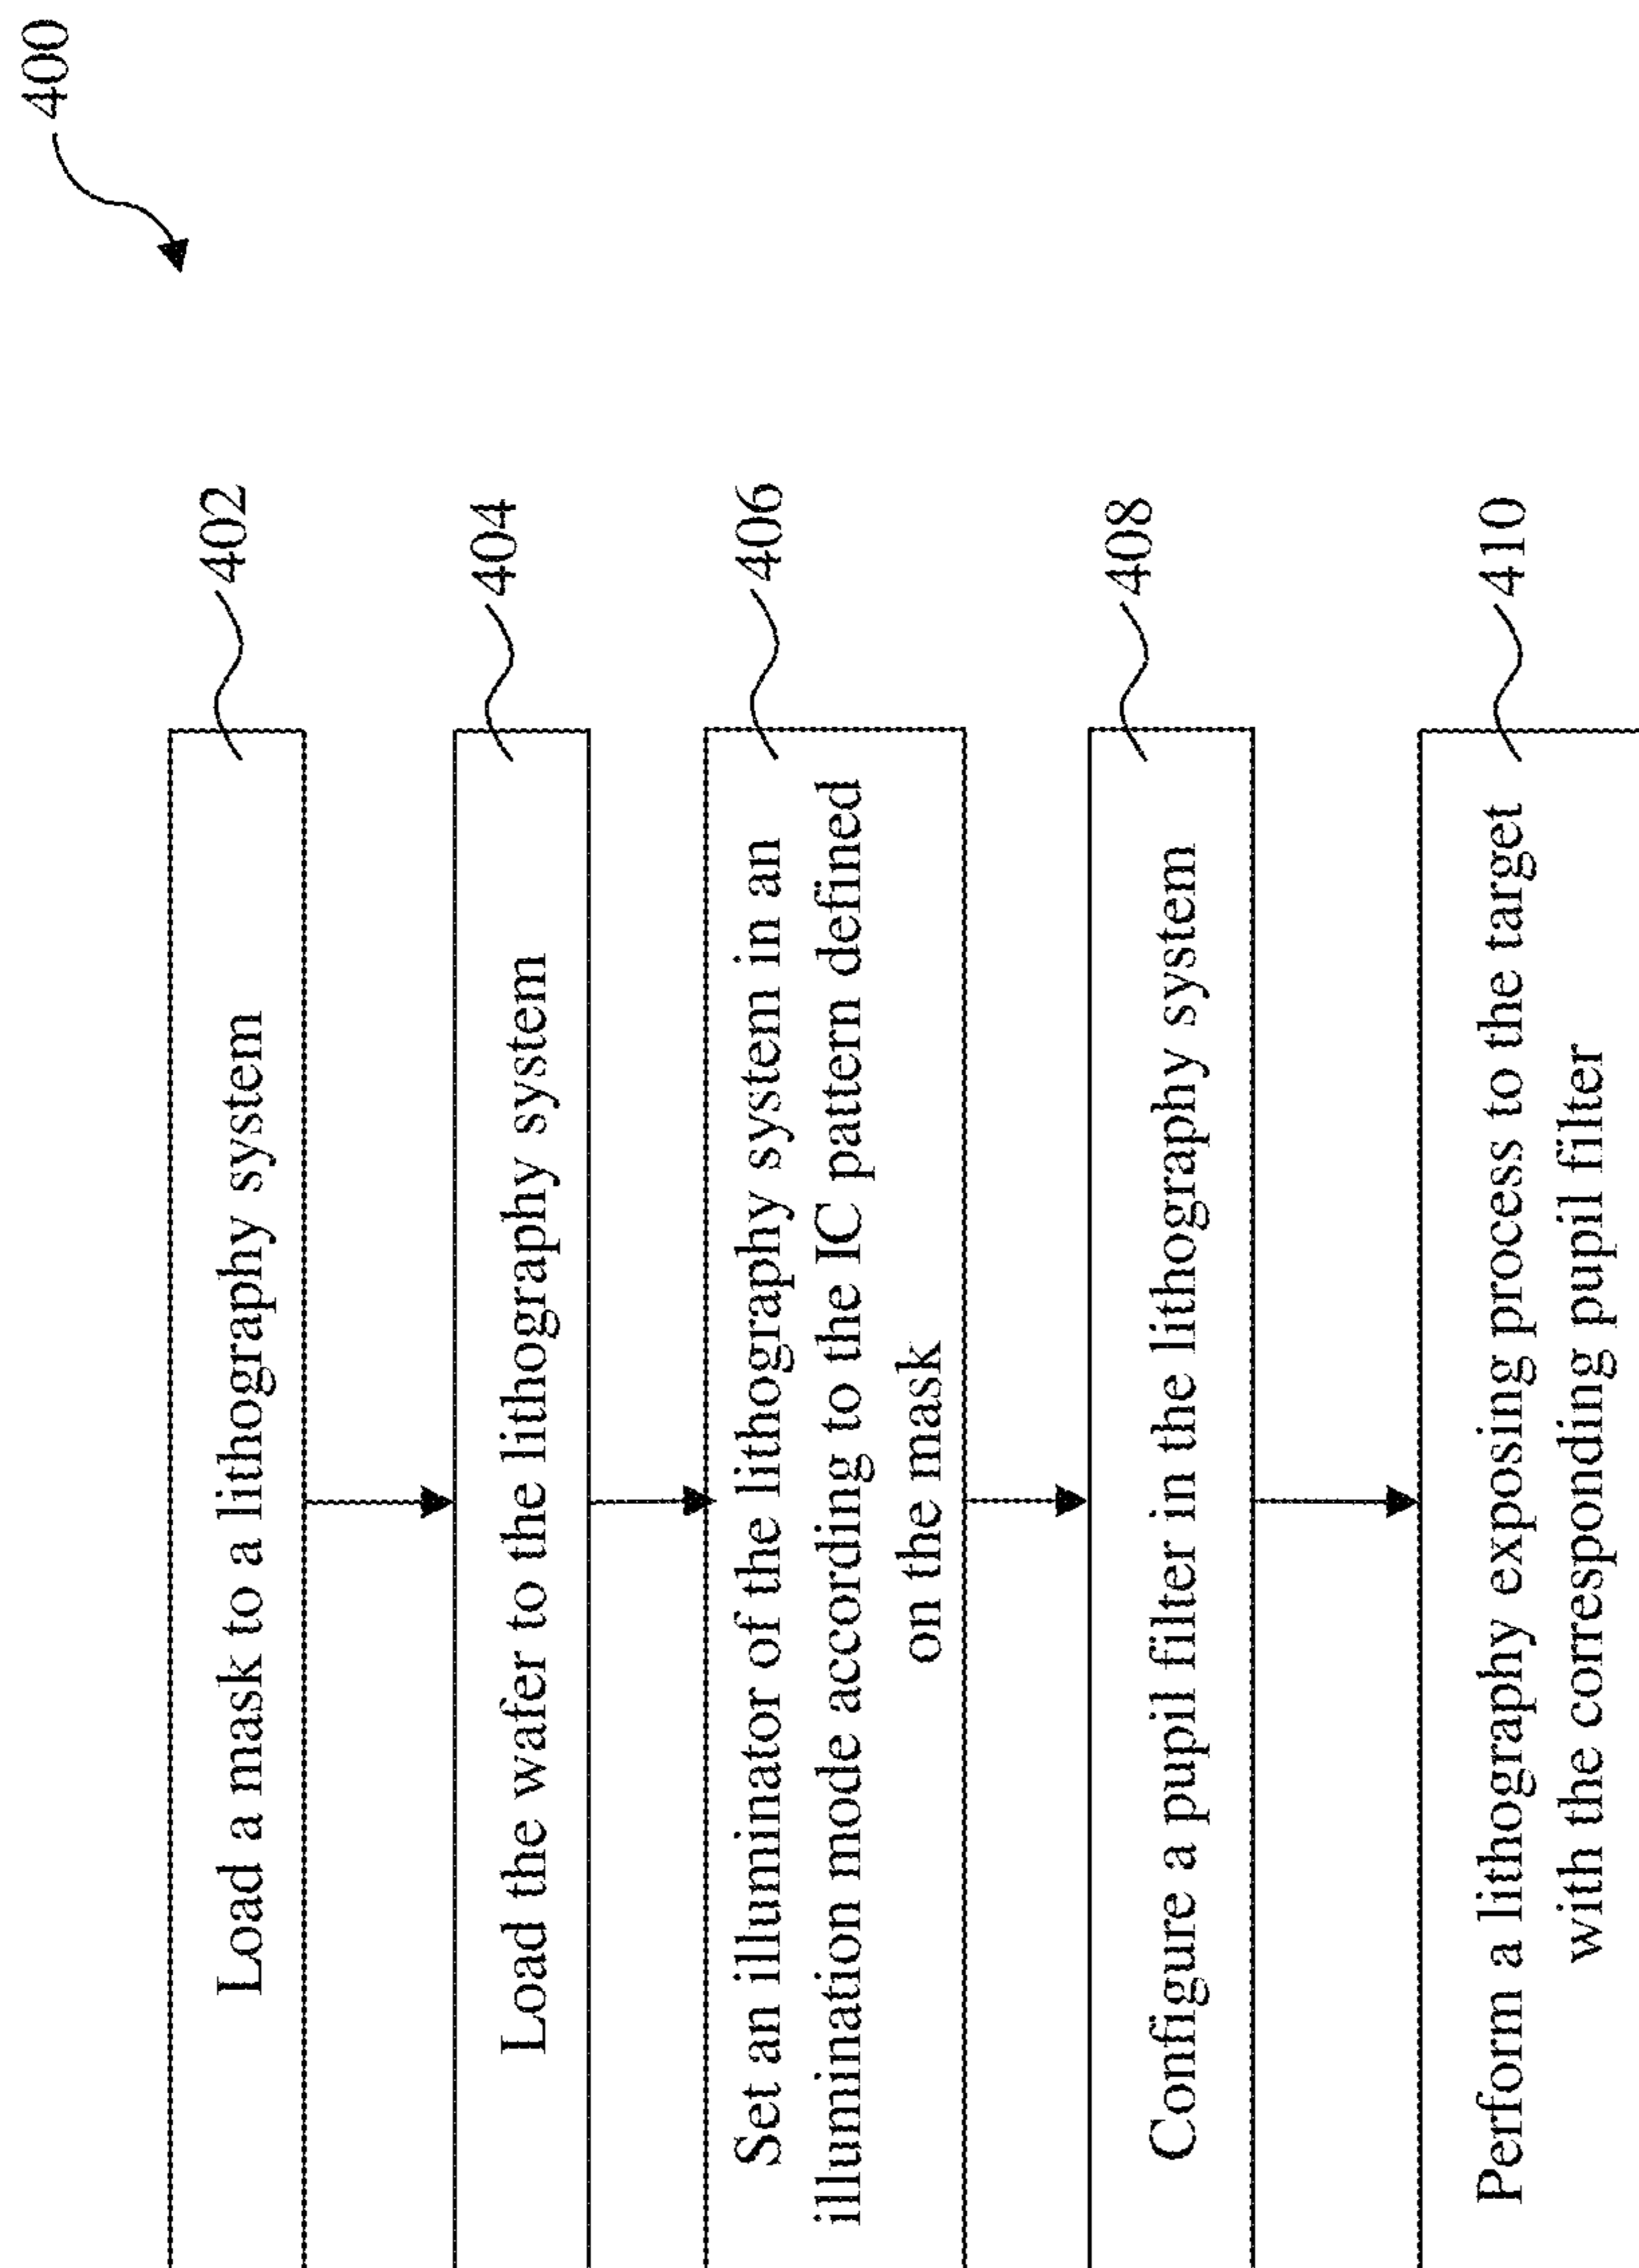 400
Load a mask to a lithography system
402
Load the wafer to the lithography system
404
Set an illuminator of the lithography system in an
illumination mode according to the IC pattern defined
on the mask
406
Configure a pupil filter in the lithography system
408
Perform a lithography exposing process to the target
with the corresponding pupil filter
410